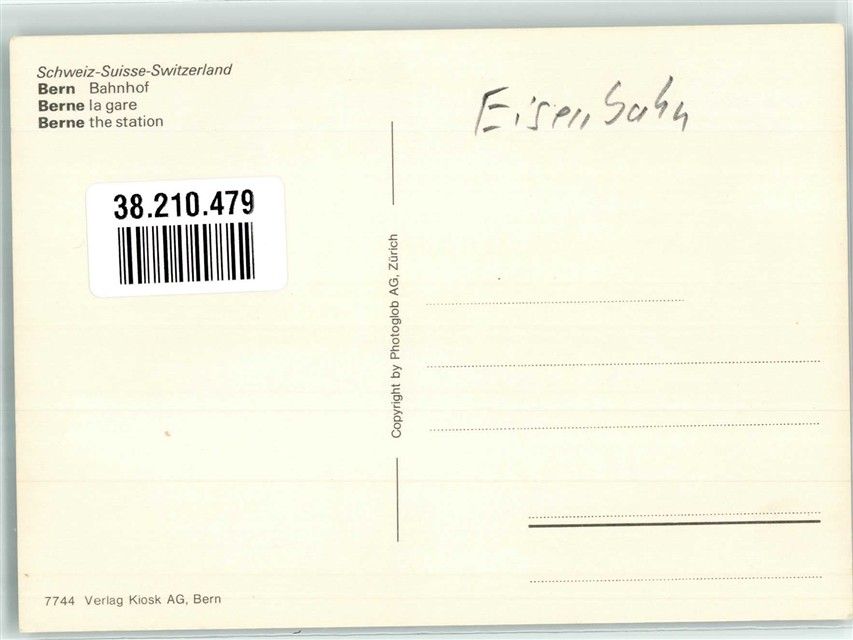 Schweiz-Suisse-Switzerland
Bern Bahnhof
Berne la gare
Berne the station
Eisenbahn
38.210.479
Copyright by Photoglob AG, Zürich
7744 Verlag Kiosk AG, Bern